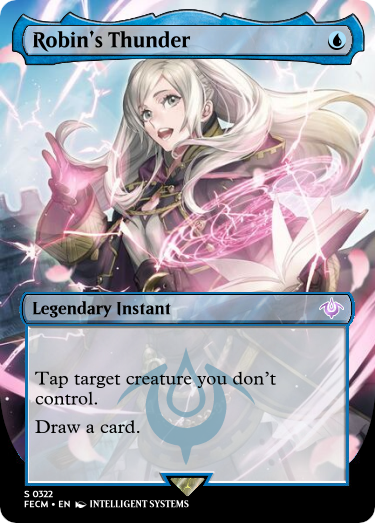 Robin's Thunder
Legendary Instant
Tap target creature you don't
control.
Draw a card.
S 0322
FECM • EN INTELLIGENT SYSTEMS